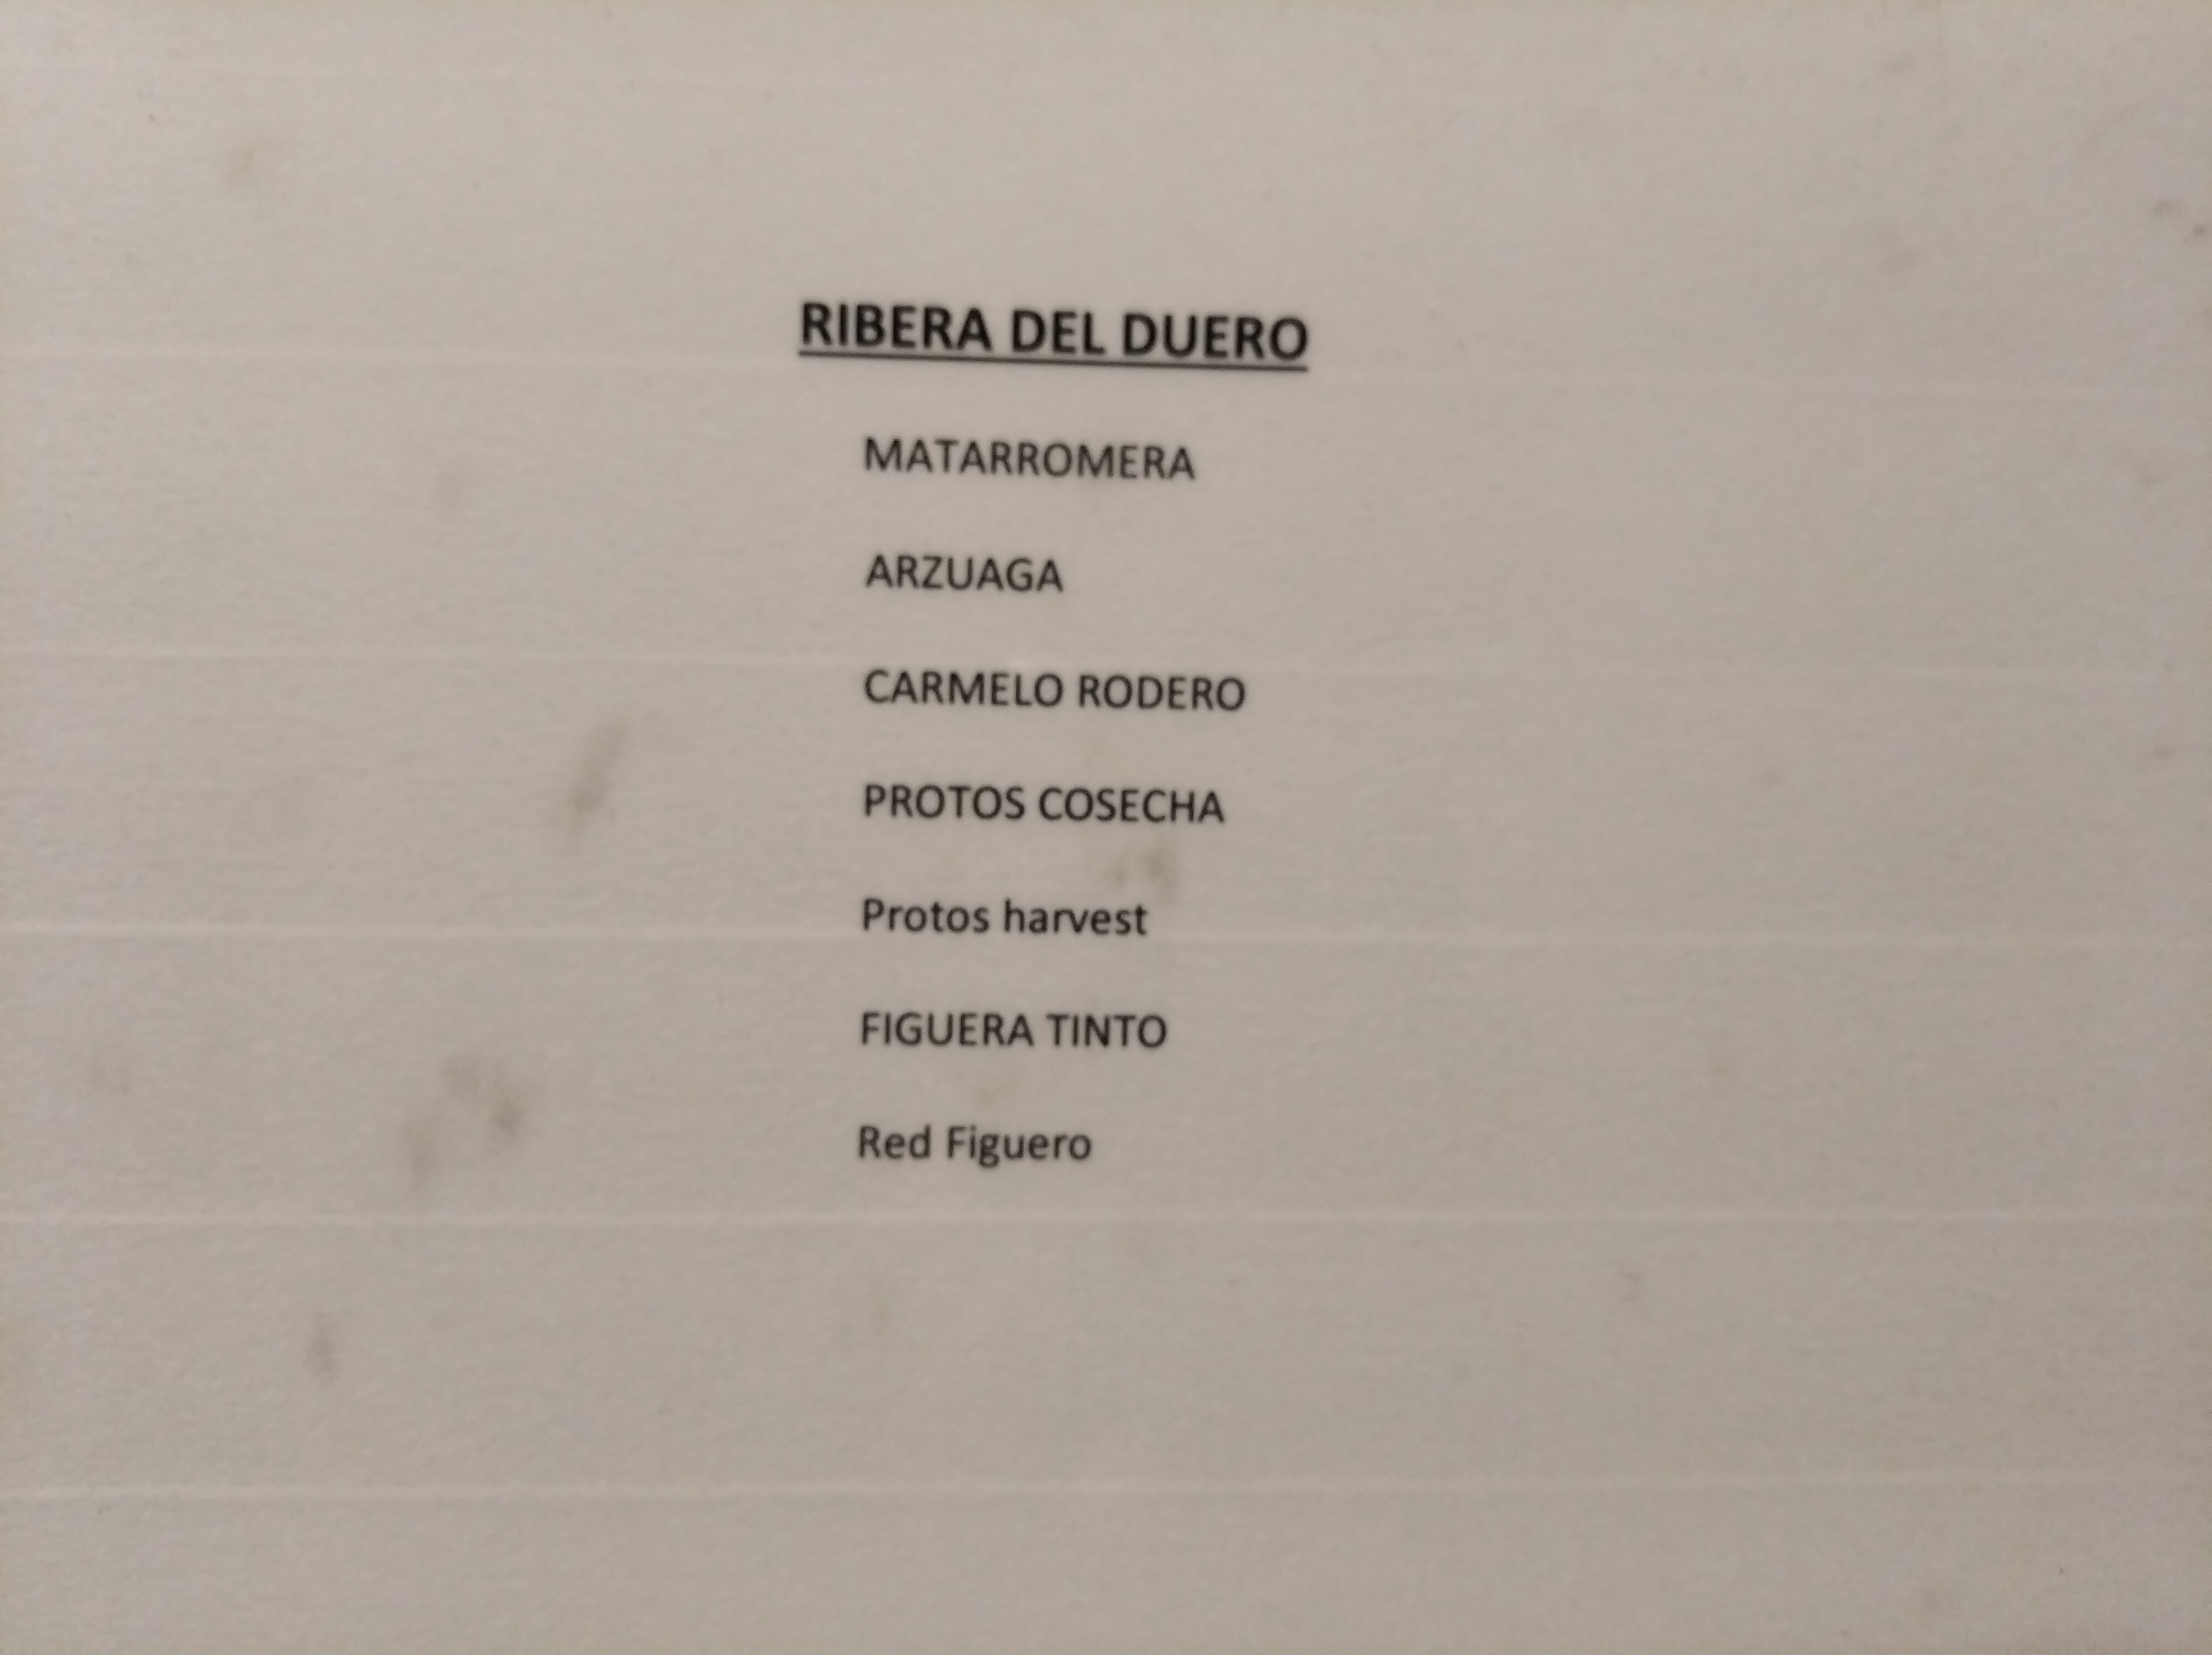 RIBERA DEL DUERO
MATARROMERA
ARZUAGA
CARMELO RODERO
PROTOS COSECHA
Protos harvest
FIGUERA TINTO
Red Figuero